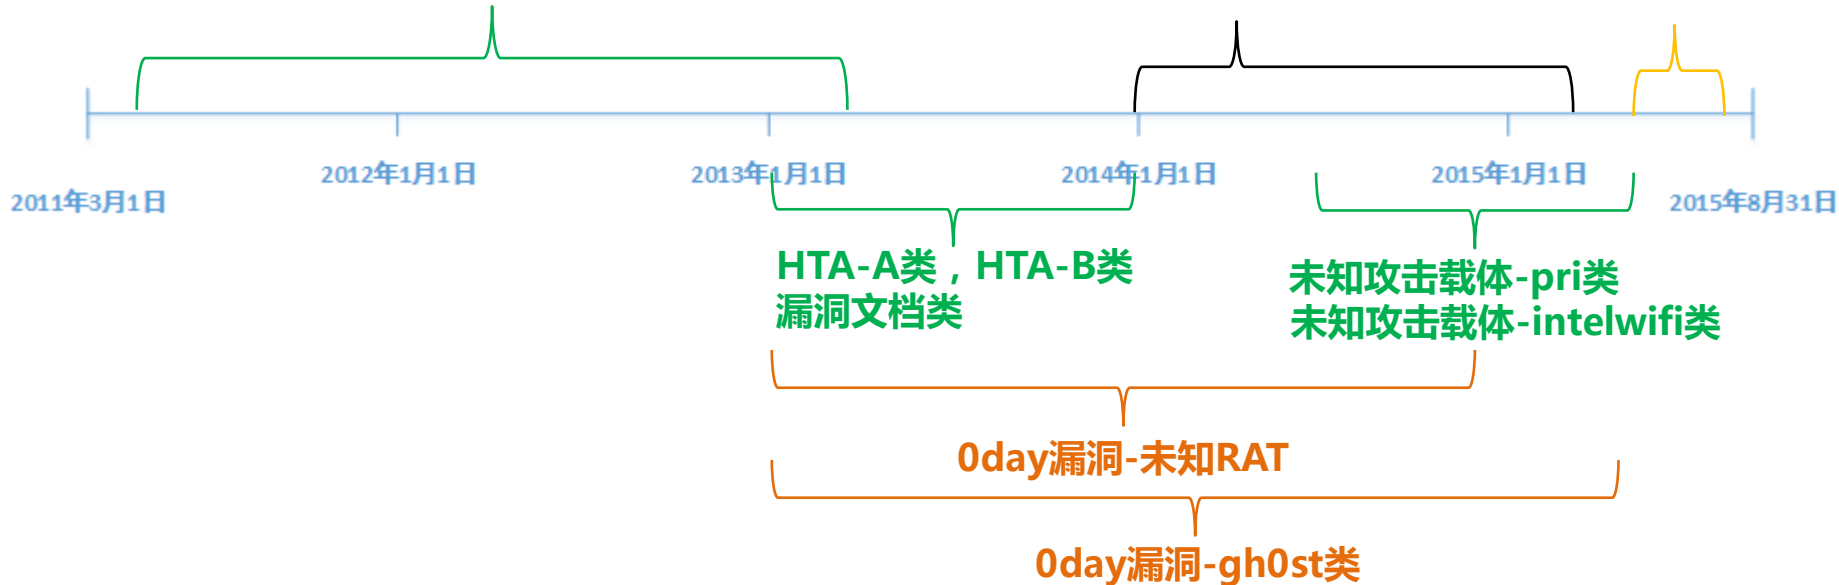 2011年3月1日
2012年1月1日
2013年1月1日
2014年1月1日
2015年1月1日
2015年8月31日
HTA-A类，HTA-B类
漏洞文档类
未知攻击载体-pri类
未知攻击载体-intelwifi类
0day漏洞-未知RAT
0day漏洞-gh0st类